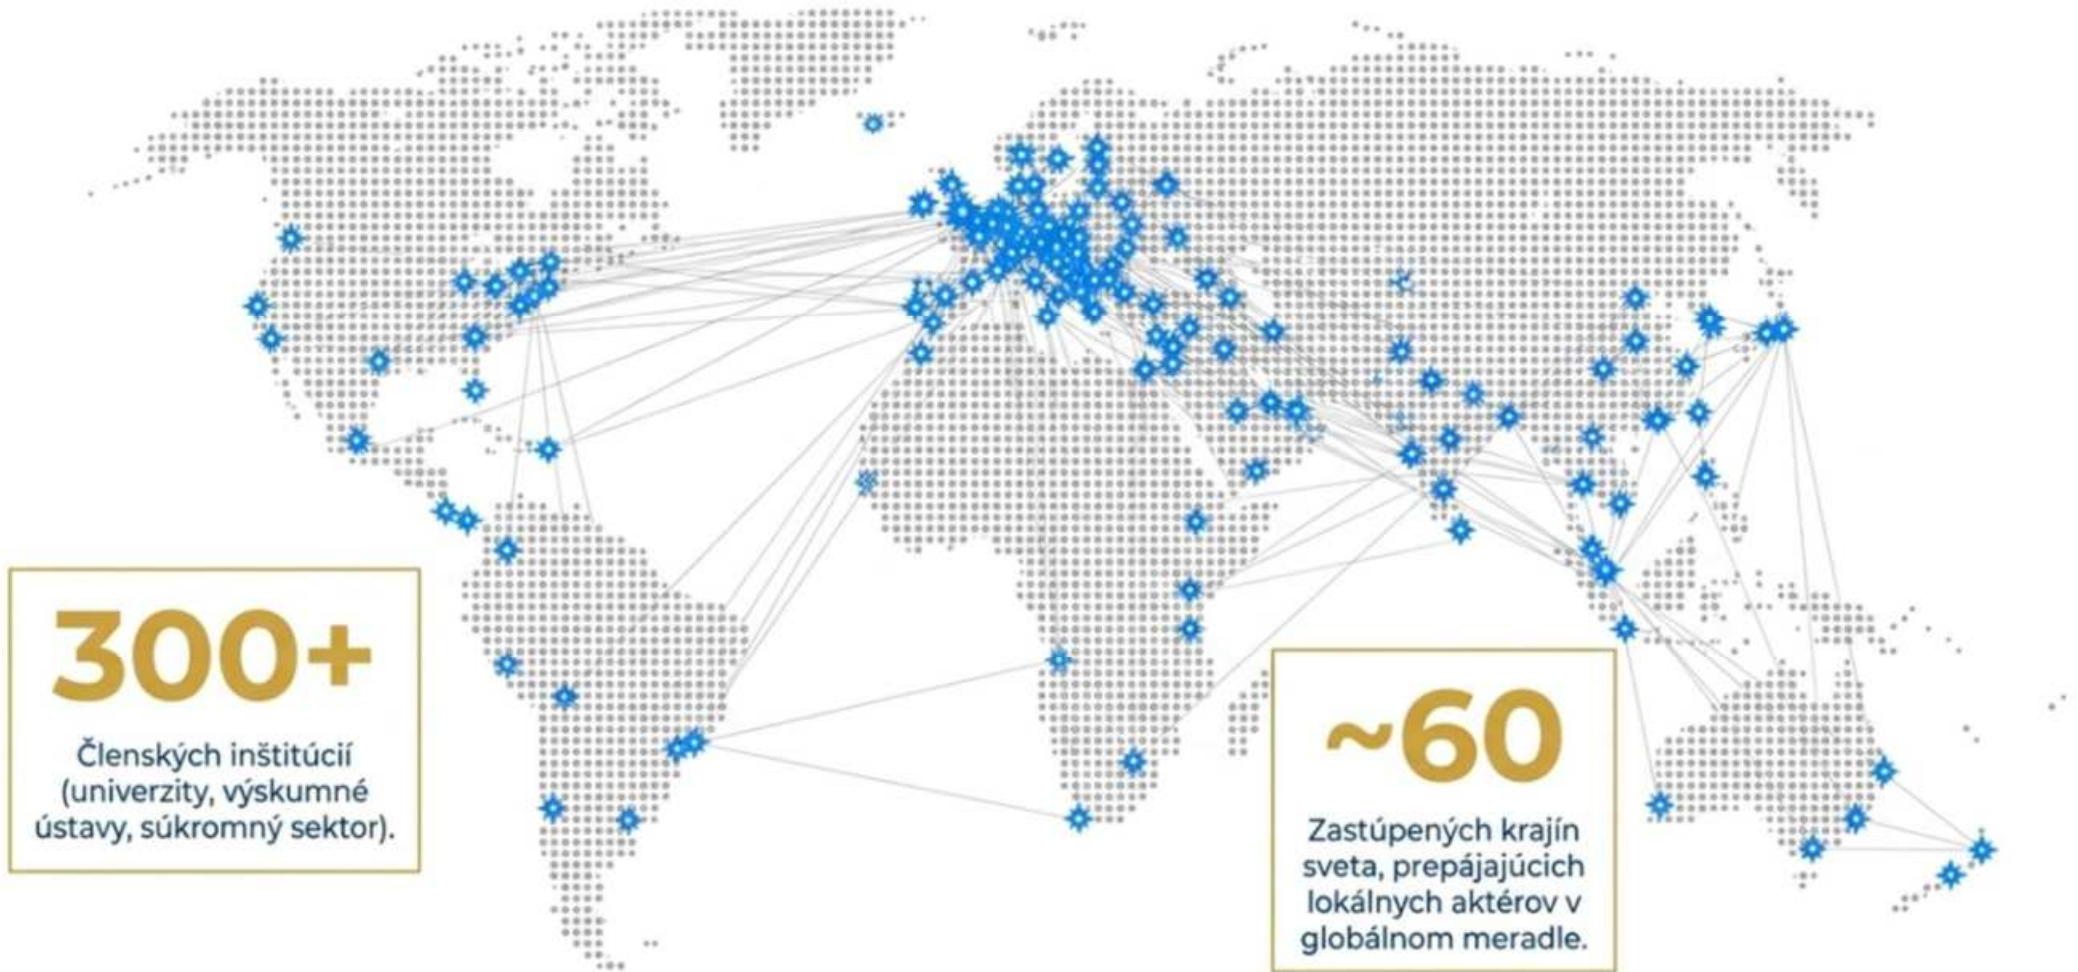 300+
Členských inštitúcií
(univerzity, výskumné
ústavy, súkromný sektor).
~60
Zastúpených krajín
sveta, prepájajúcich
lokálnych aktérov v
globálnom meradle.